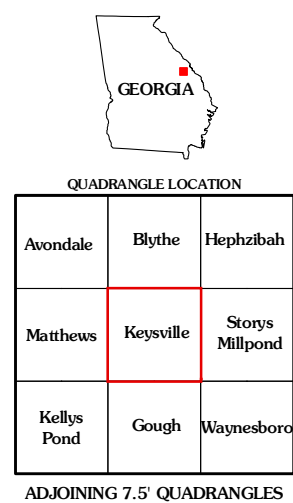 GEORGIA
QUADRANGLE LOCATION
Avondale
Blythe
Hephzibah
Matthews
Keysville
Storys
Millpond
Kellys
Pond
Gough
Waynesboro
ADJOINING 7.5' QUADRANGLES